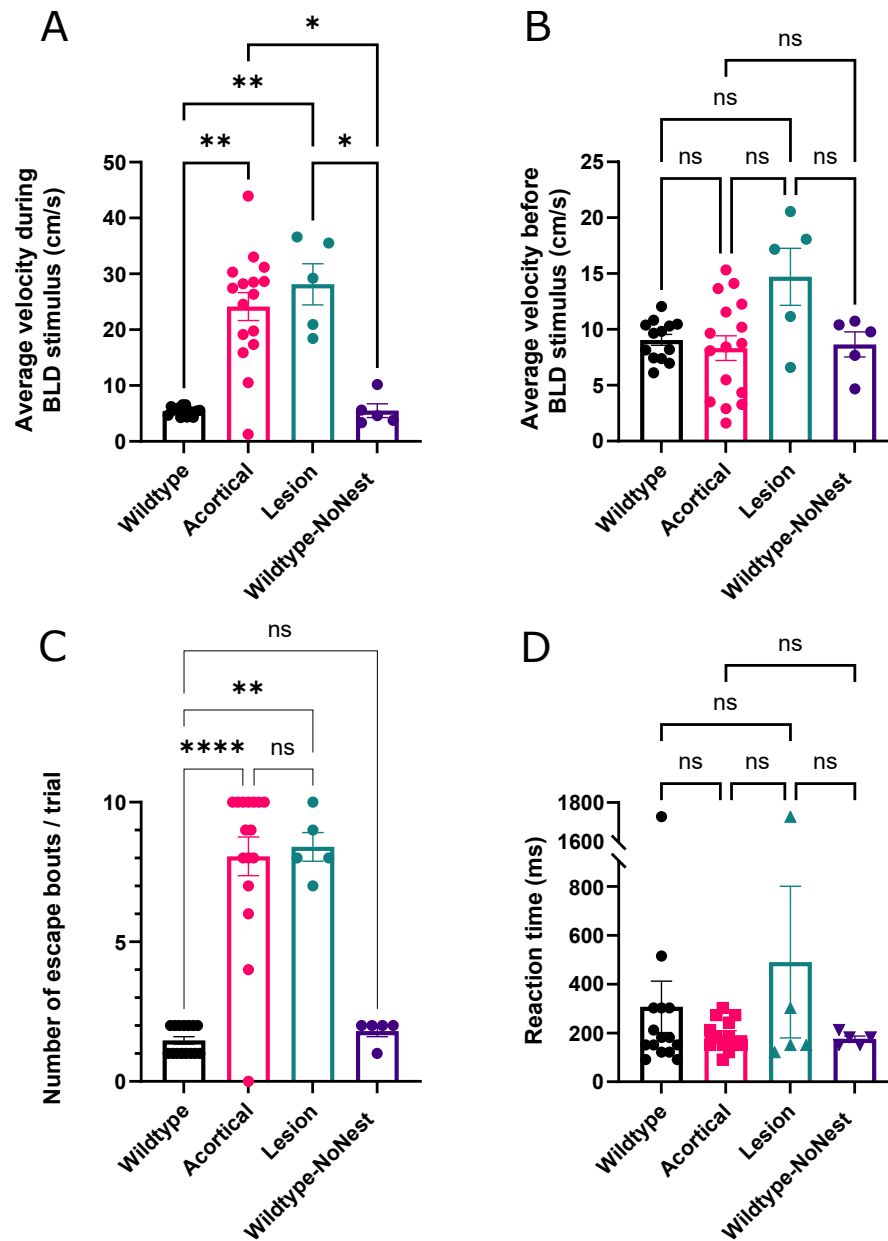 A
*
**
**
*
Average velocity during
BLD stimulus (cm/s)
50
40
30
20
10
0
Wildtype
Acortical
Lesion
Wildtype-NoNest
B
ns
ns
ns
ns
ns
Average velocity before
BLD stimulus (cm/s)
25
20
15
10
5
0
Wildtype
Acortical
Lesion
Wildtype-NoNest
C
ns
**
****
ns
Number of escape bouts / trial
10
5
0
Wildtype
Acortical
Lesion
Wildtype-NoNest
D
ns
ns
ns
ns
ns
Reaction time (ms)
1800
1600
800
600
400
200
0
Wildtype
Acortical
Lesion
Wildtype-NoNest